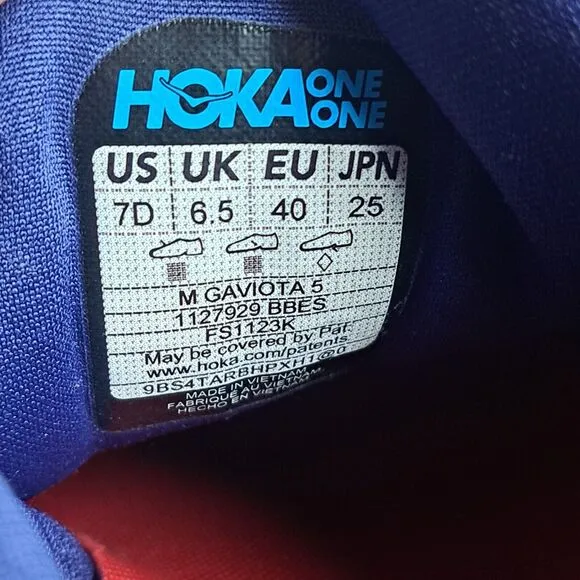 HOKA ONE ONE
US UK EU JPN
7D 6.5 40 25
M GAVIOTA 5
1127929 BBES
FS1123K
May be covered by Pat.
www.hoka.com/patents
9BS4TARBHPXH1@0
MADE IN VIETNAM
FABRIQUÉ AU VIETNAM
HECHO EN VIETNAM